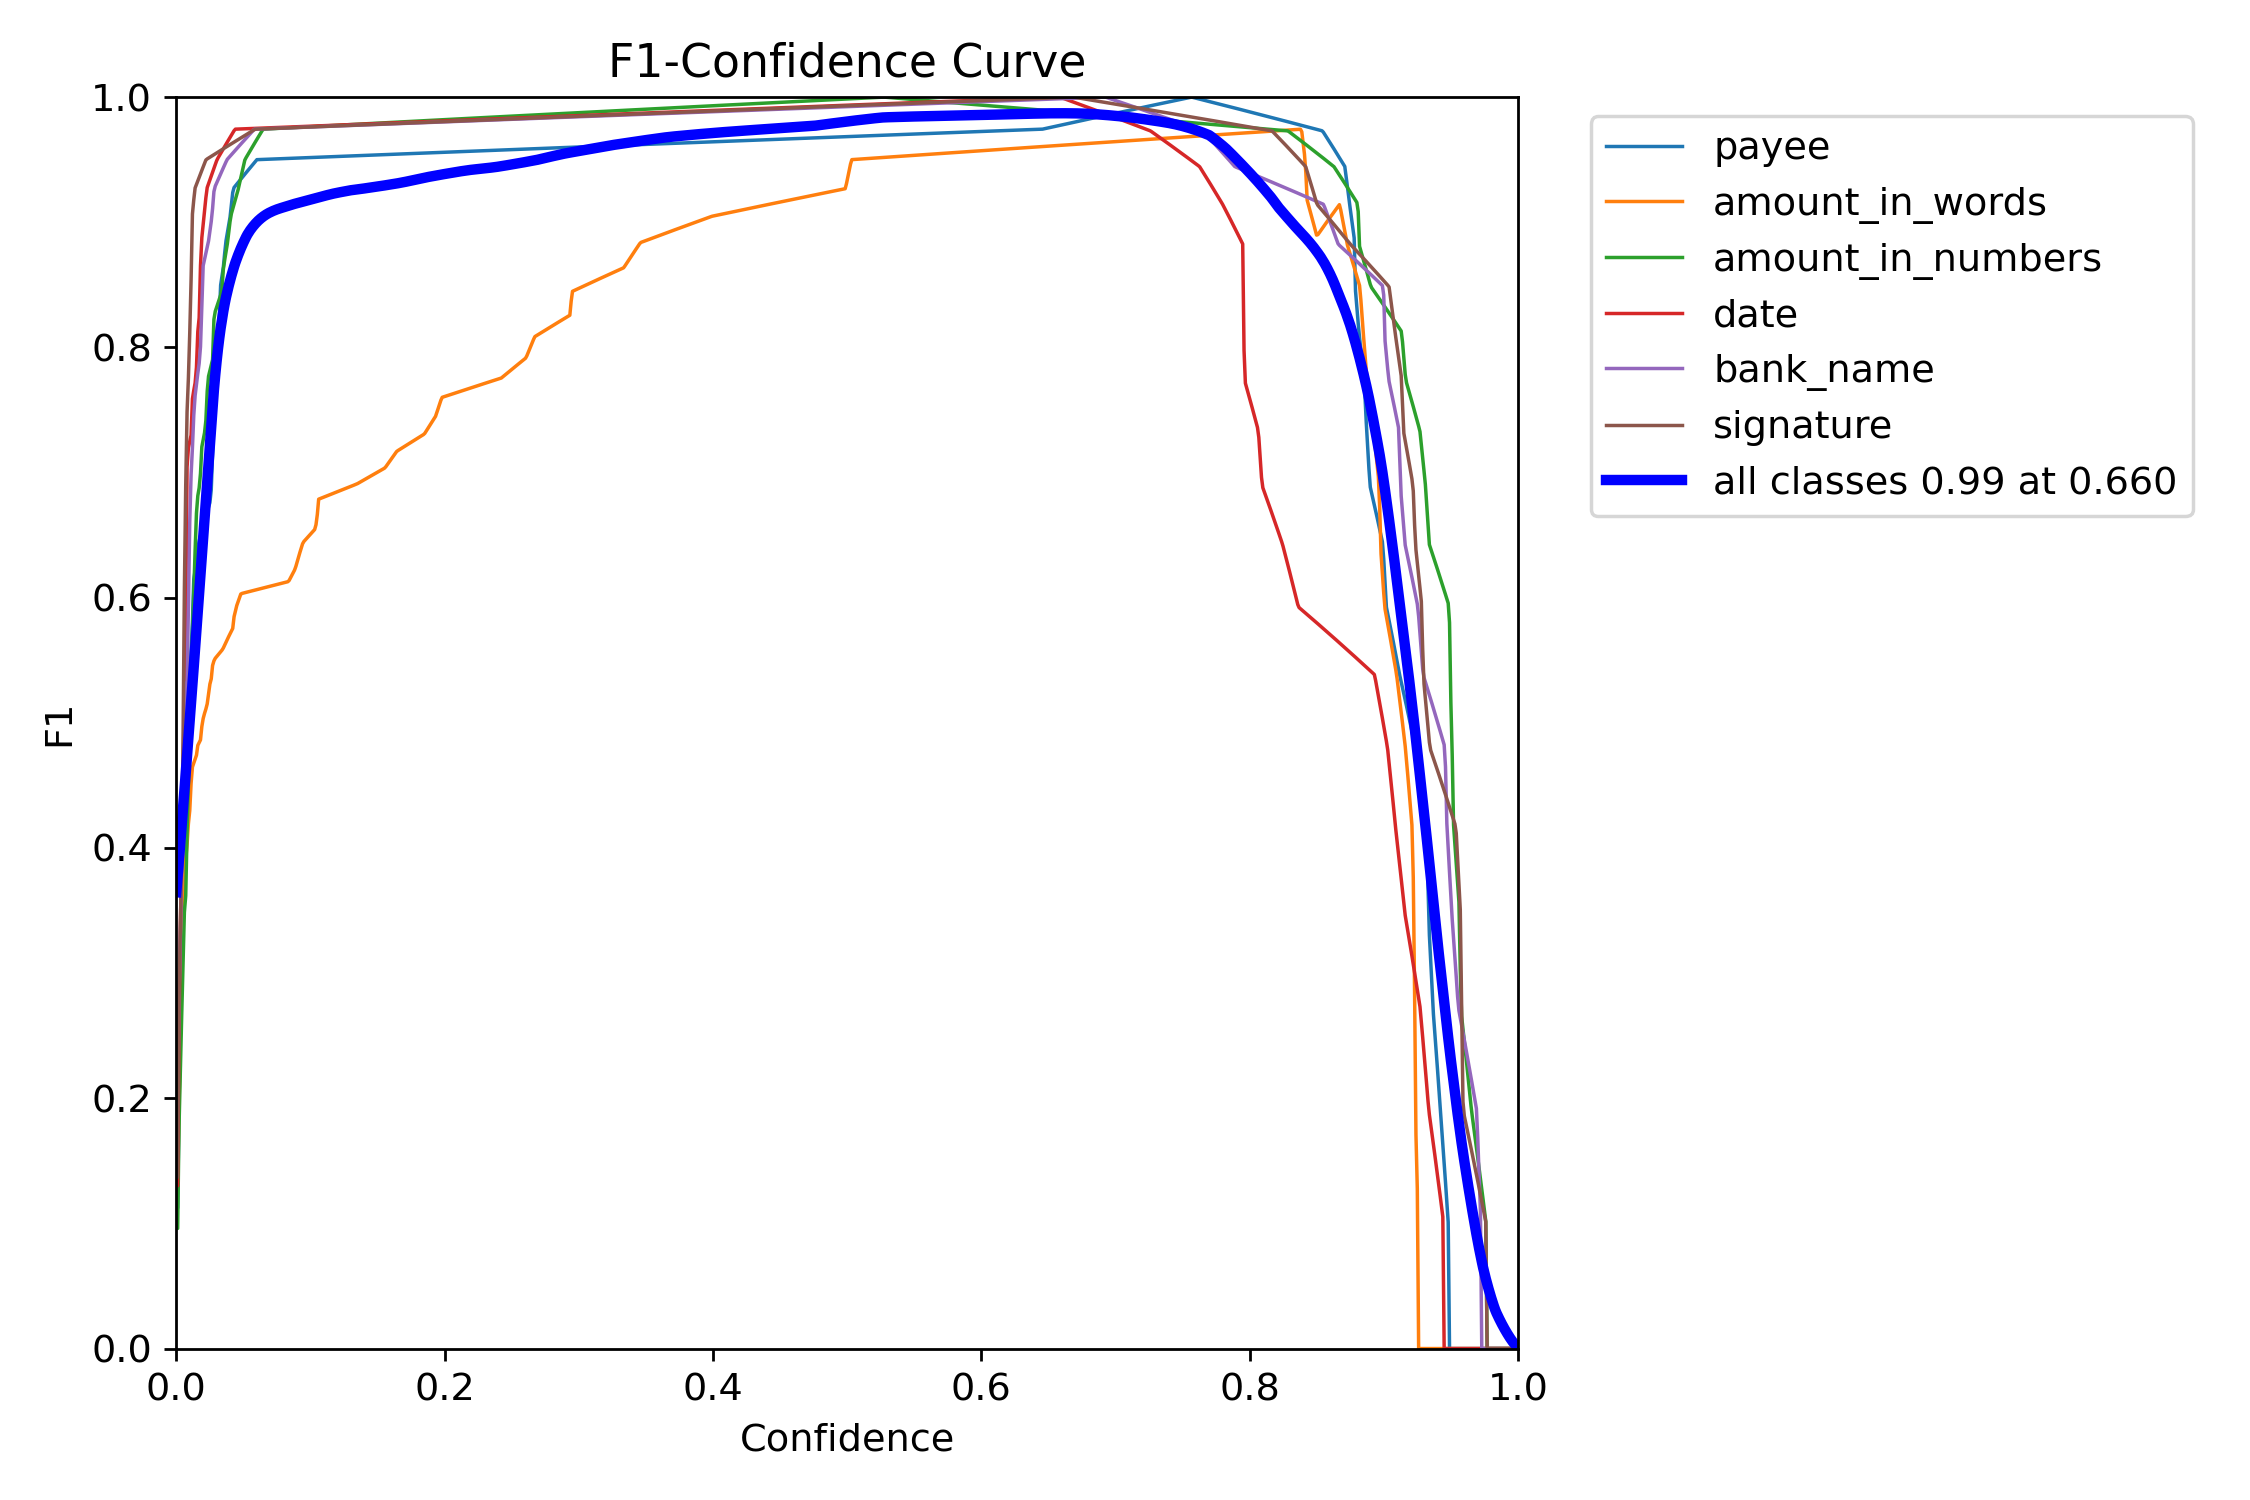 F1-Confidence Curve
1.0
0.8
0.6
0.4
0.2
0.0
F1
0.0 0.2 0.4 0.6 0.8 1.0
Confidence
payee
amount_in_words
amount_in_numbers
date
bank_name
signature
all classes 0.99 at 0.660